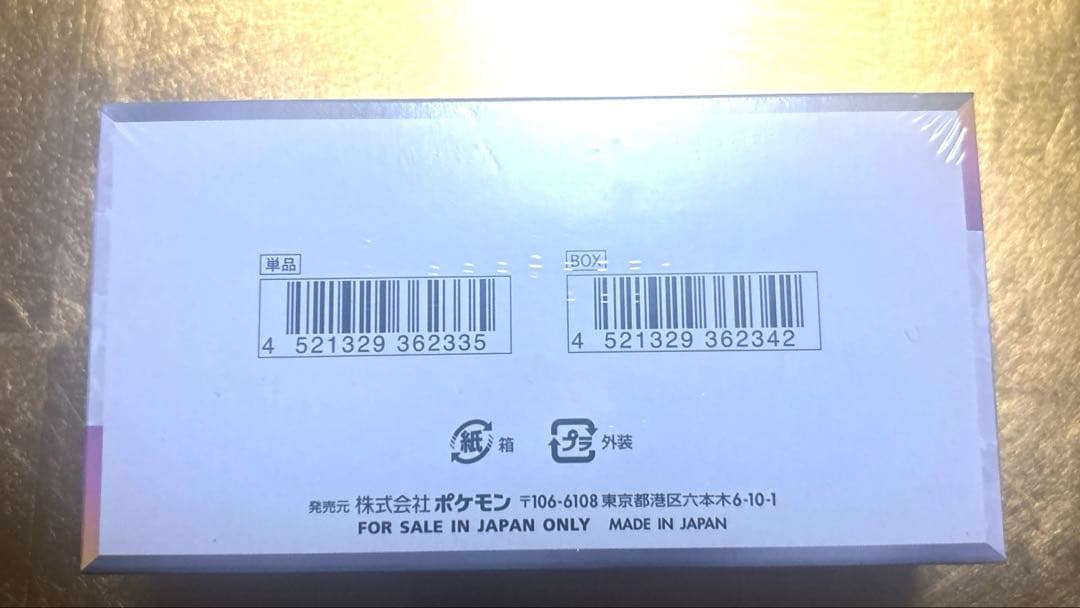 単品
BOX
4 521329 362335
4 521329 362342
紙 箱
プラ 外装
発売元 株式会社ポケモン 〒106-6108 東京都港区六本木6-10-1
FOR SALE IN JAPAN ONLY MADE IN JAPAN